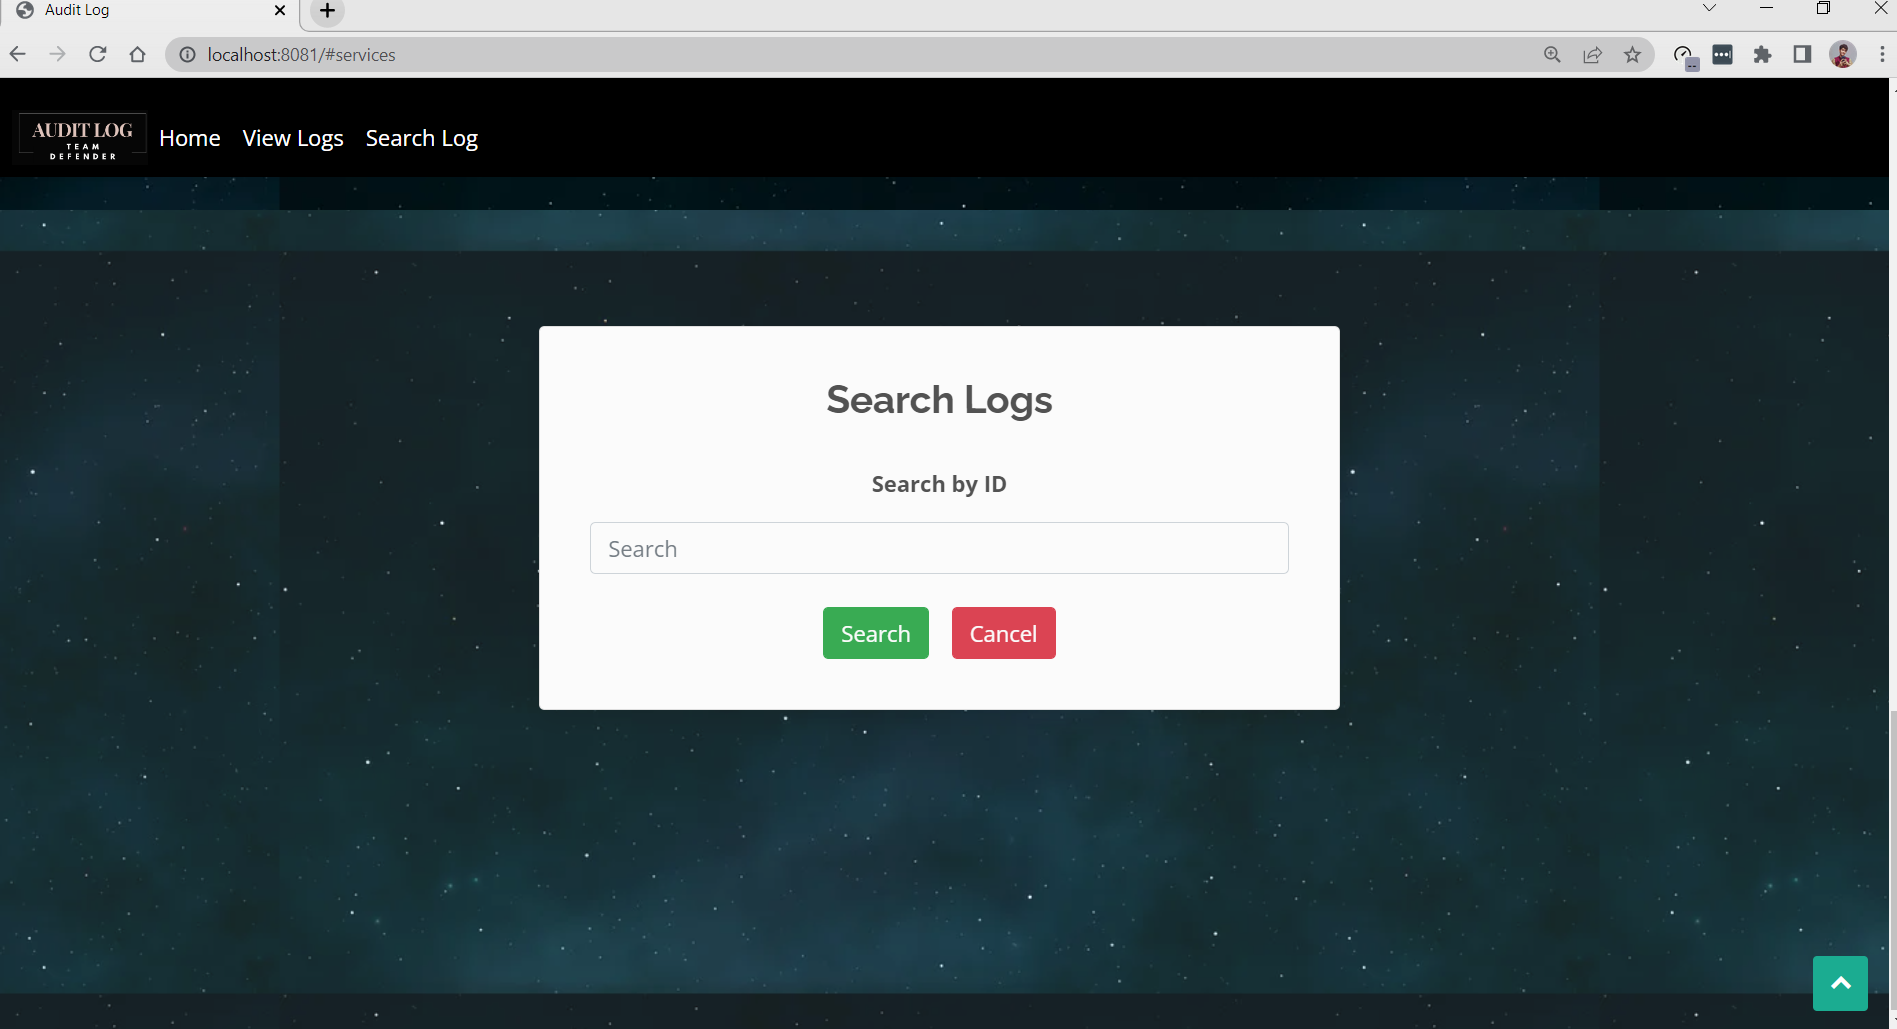 Audit Log
localhost:8081/#services
AUDIT LOG
TEAM
DEFENDER
Home View Logs Search Log
Search Logs
Search by ID
Search
Search Cancel